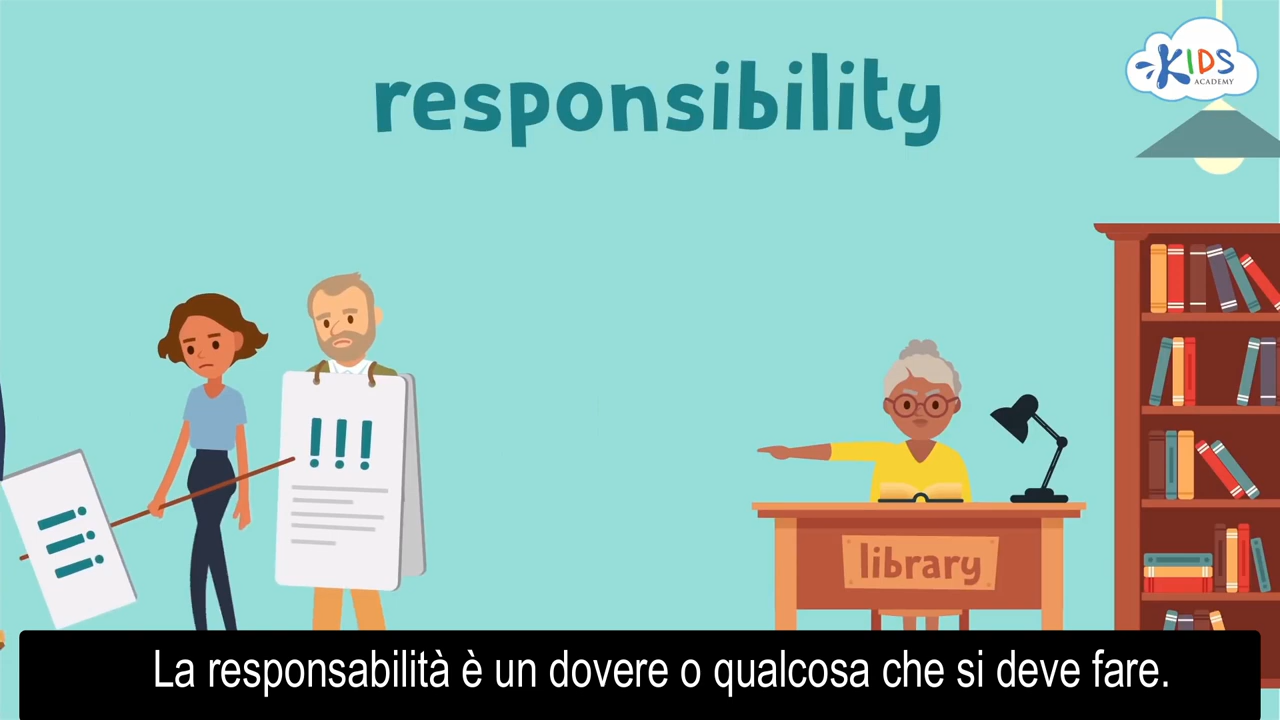 KIDS
ACADEMY
responsibility
!!!
!!!
library
La responsabilità è un dovere o qualcosa che si deve fare.